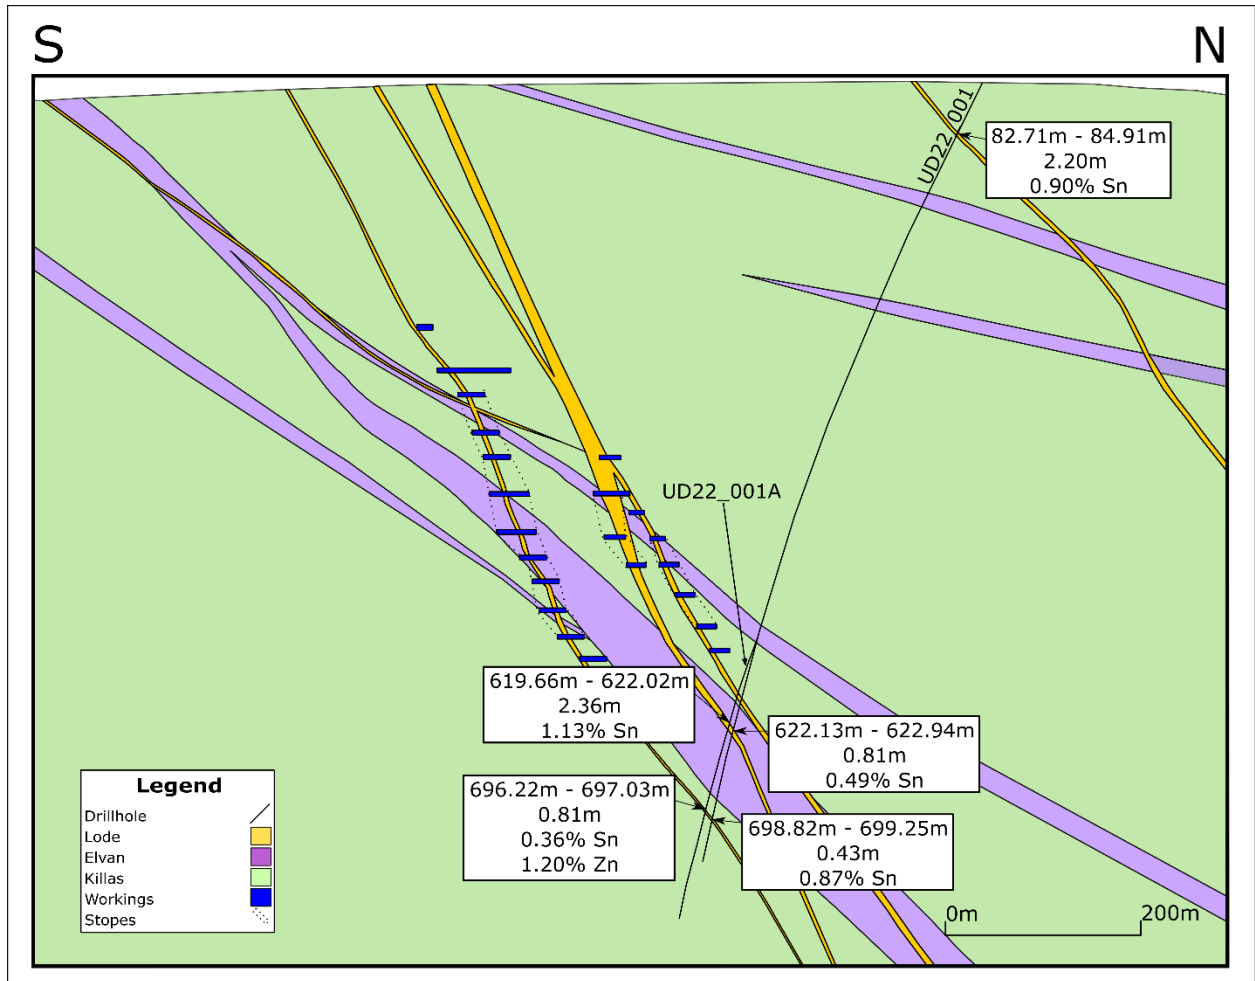 S
N
UD22_001
82.71m - 84.91m
2.20m
0.90% Sn
UD22_001A
619.66m - 622.02m
2.36m
1.13% Sn
622.13m - 622.94m
0.81m
0.49% Sn
696.22m - 697.03m
0.81m
0.36% Sn
1.20% Zn
698.82m - 699.25m
0.43m
0.87% Sn
Legend
Drillhole
Lode
Elvan
Killas
Workings
Stopes
0m
200m